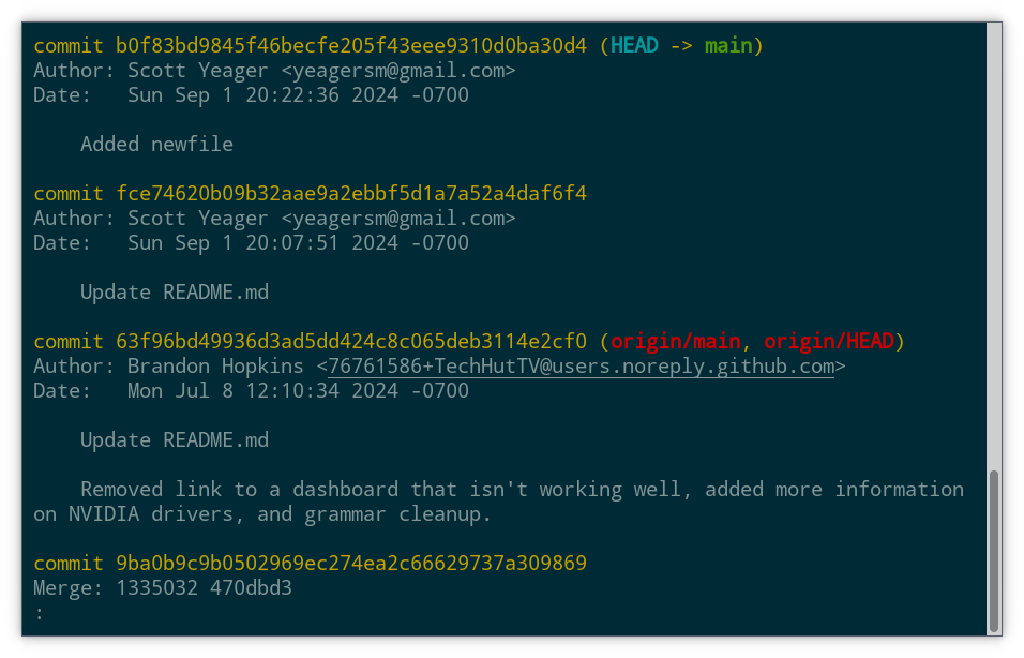 commit b0f83bd9845f46becfe205f43eee9310d0ba30d4 (HEAD -> main)
Author: Scott Yeager <yeagersm@gmail.com>
Date:   Sun Sep 1 20:22:36 2024 -0700
    Added newfile
commit fce74620b09b32aae9a2ebbf5d1a7a52a4daf6f4
Author: Scott Yeager <yeagersm@gmail.com>
Date:   Sun Sep 1 20:07:51 2024 -0700
    Update README.md
commit 63f96bd49936d3ad5dd424c8c065deb3114e2cf0 (origin/main, origin/HEAD)
Author: Brandon Hopkins <76761586+TechHutTV@users.noreply.github.com>
Date:   Mon Jul 8 12:10:34 2024 -0700
    Update README.md
    Removed link to a dashboard that isn't working well, added more information
on NVIDIA drivers, and grammar cleanup.
commit 9ba0b9c9b0502969ec274ea2c66629737a309869
Merge: 1335032 470dbd3
: